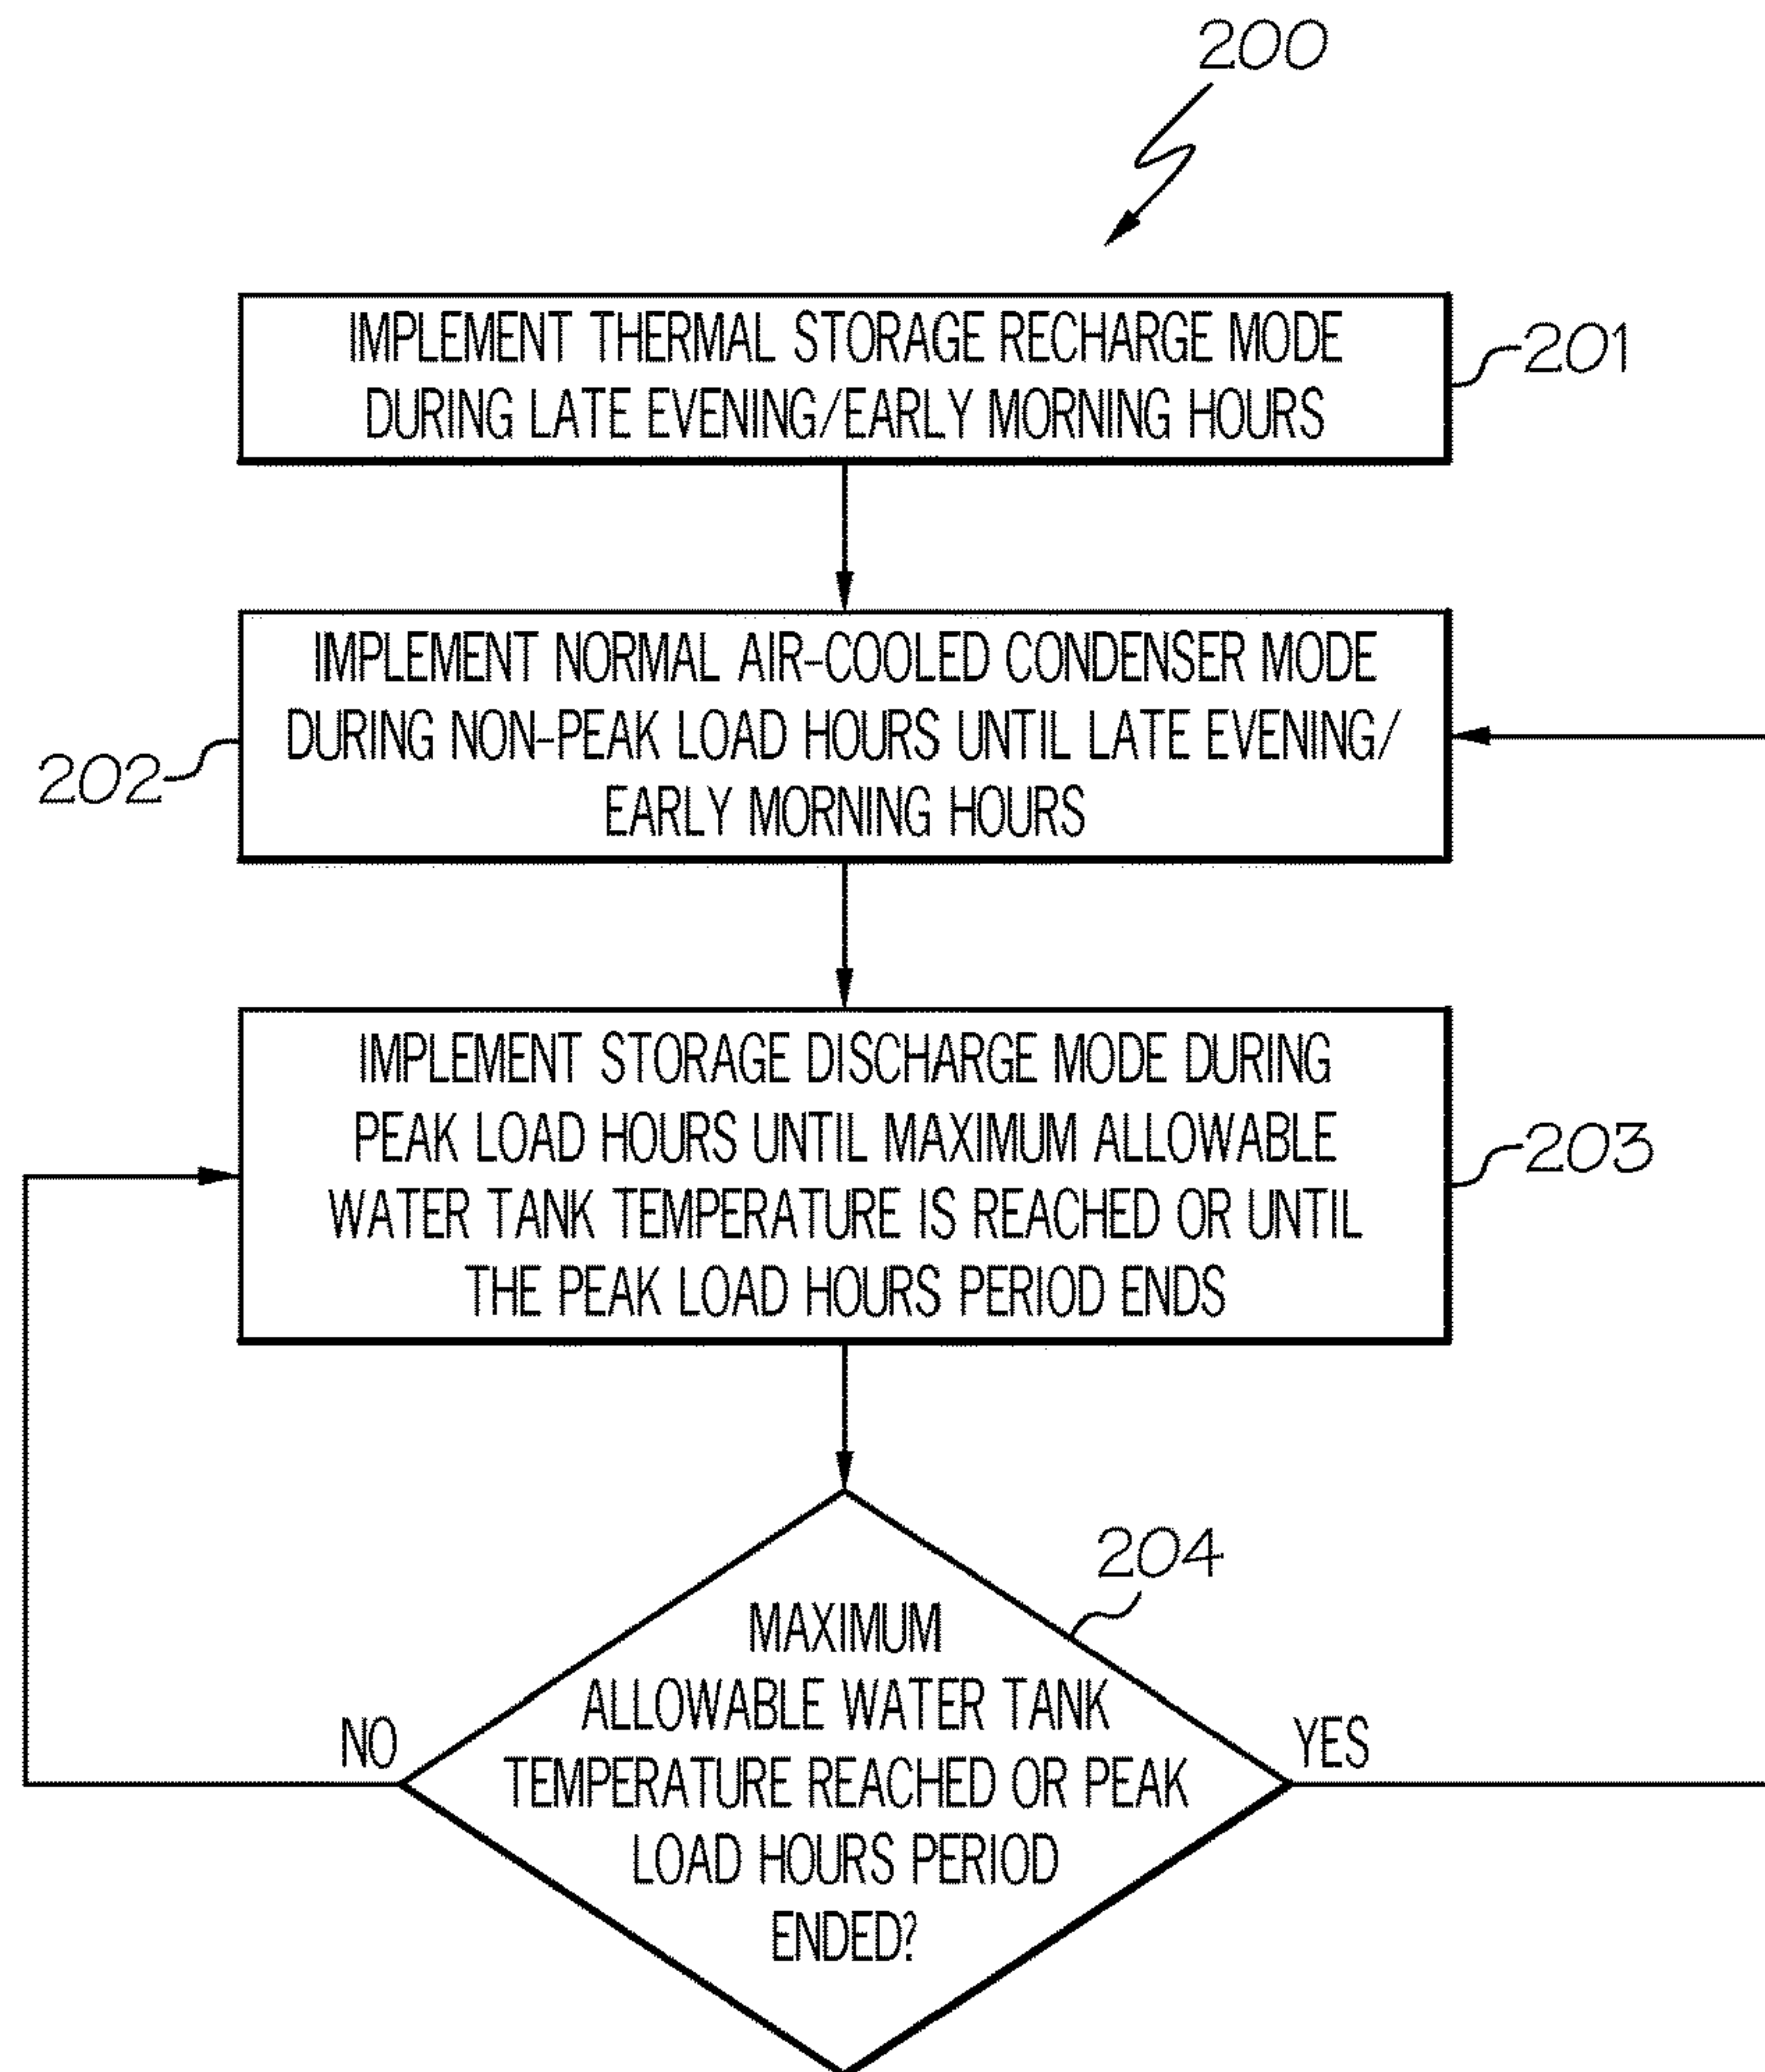 200
IMPLEMENT THERMAL STORAGE RECHARGE MODE
DURING LATE EVENING/EARLY MORNING HOURS
201
IMPLEMENT NORMAL AIR-COOLED CONDENSER MODE
DURING NON-PEAK LOAD HOURS UNTIL LATE EVENING/
EARLY MORNING HOURS
202
IMPLEMENT STORAGE DISCHARGE MODE DURING
PEAK LOAD HOURS UNTIL MAXIMUM ALLOWABLE
WATER TANK TEMPERATURE IS REACHED OR UNTIL
THE PEAK LOAD HOURS PERIOD ENDS
203
204
MAXIMUM
ALLOWABLE WATER TANK
TEMPERATURE REACHED OR PEAK
LOAD HOURS PERIOD
ENDED?
NO
YES